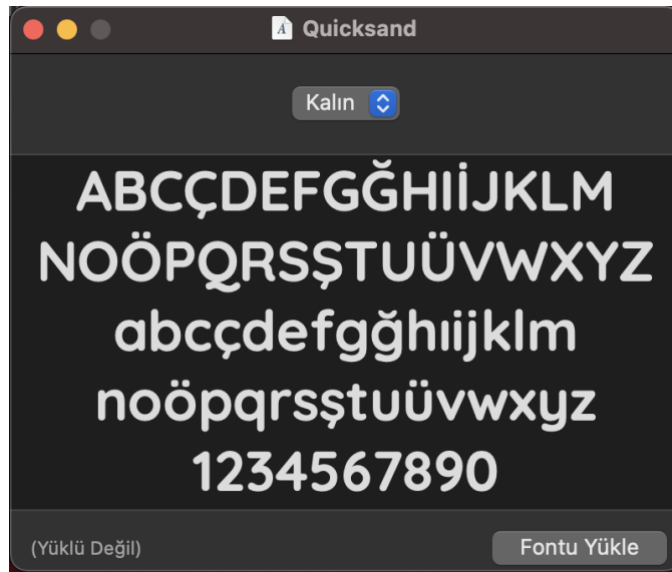 Quicksand
Kalın
ABCÇDEFGĞHIİJKLM
NOÖPQRSŞTUÜVWXYZ
abcçdefgğhıijklm
noöpqrsştuüvwxyz
1234567890
(Yüklü Değil)
Fontu Yükle